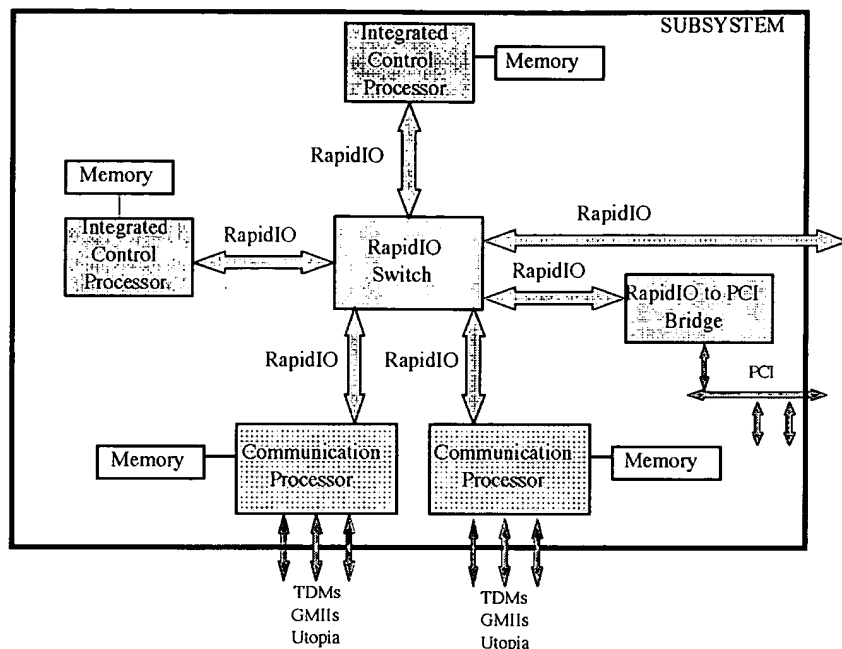 SUBSYSTEM
Integrated
Control
Processor
Memory
RapidIO
Memory
Integrated
Control
Processor
RapidIO
RapidIO
Switch
RapidIO
RapidIO
RapidIO to PCI
Bridge
PCI
RapidIO
RapidIO
Memory
Communication
Processor
Communication
Processor
Memory
TDMs
GMIIs
Utopia
TDMs
GMIIs
Utopia